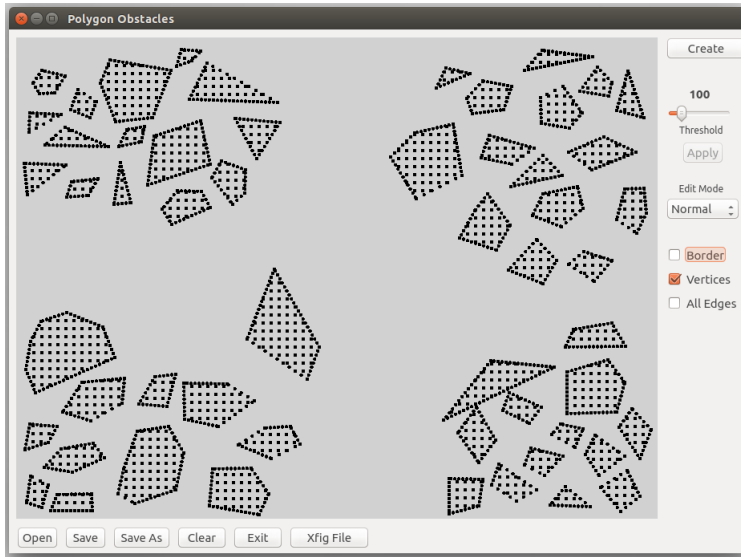 Polygon Obstacles
Create
100
Threshold
Apply
Edit Mode
Normal
Border
Vertices
All Edges
Open Save Save As Clear Exit Xfig File